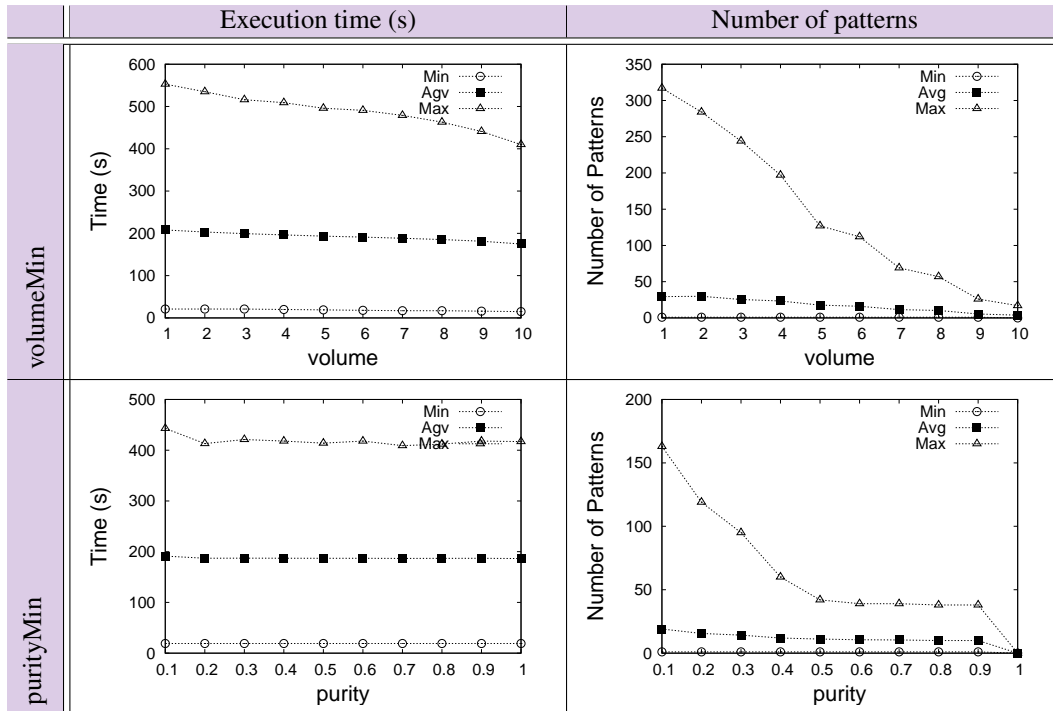 Execution time (s)
Number of patterns
volumeMin
Time (s)
600
500
400
300
200
100
0
1 2 3 4 5 6 7 8 9 10
volume
Min
Agv
Max
Number of Patterns
350
300
250
200
150
100
50
0
1 2 3 4 5 6 7 8 9 10
volume
Min
Avg
Max
purityMin
Time (s)
500
400
300
200
100
0
0.1 0.2 0.3 0.4 0.5 0.6 0.7 0.8 0.9 1
purity
Min
Agv
Max
Number of Patterns
200
150
100
50
0
0.1 0.2 0.3 0.4 0.5 0.6 0.7 0.8 0.9 1
purity
Min
Avg
Max